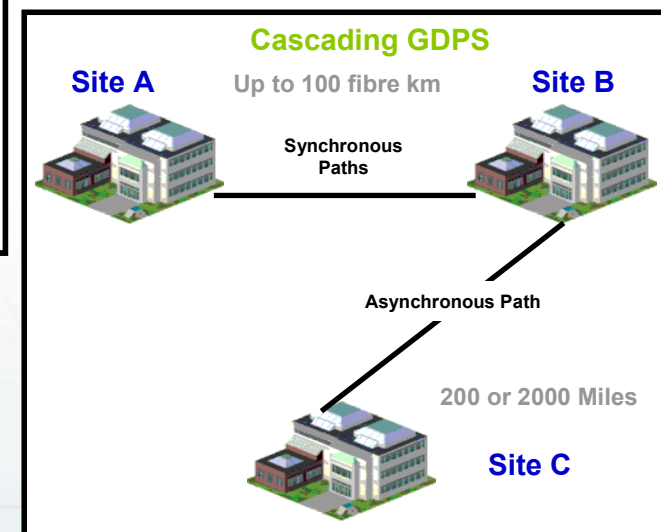 Cascading GDPS
Site A
Up to 100 fibre km
Site B
Synchronous
Paths
Asynchronous Path
200 or 2000 Miles
Site C